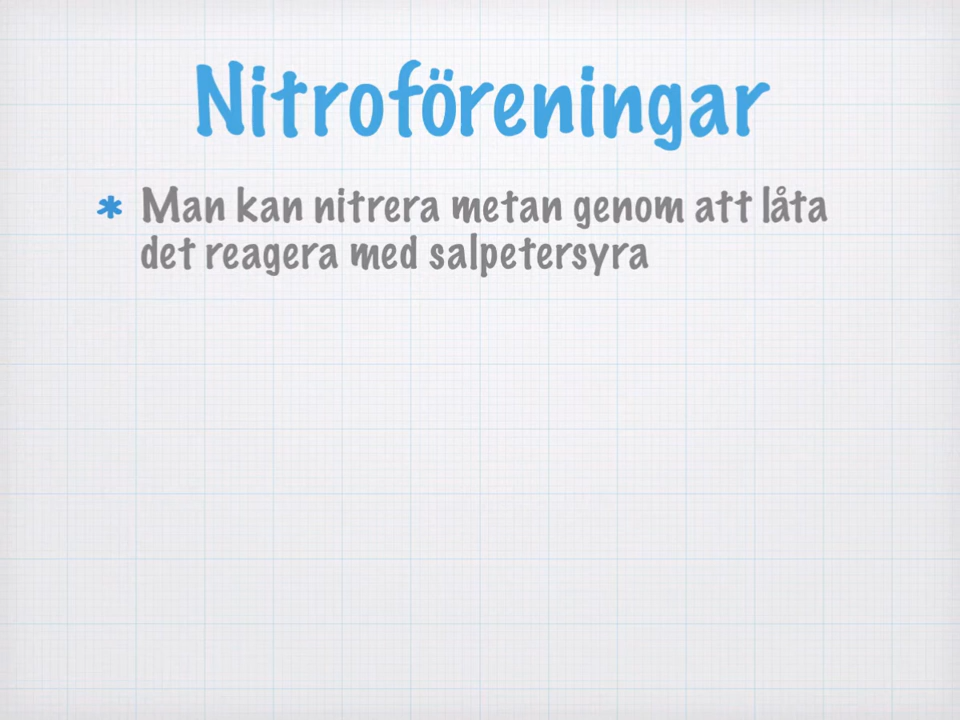 Nitroföreningar
* Man kan nitrera metan genom att låta
det reagera med salpetersyra